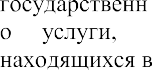 государственн
о услуги,
находящихся в